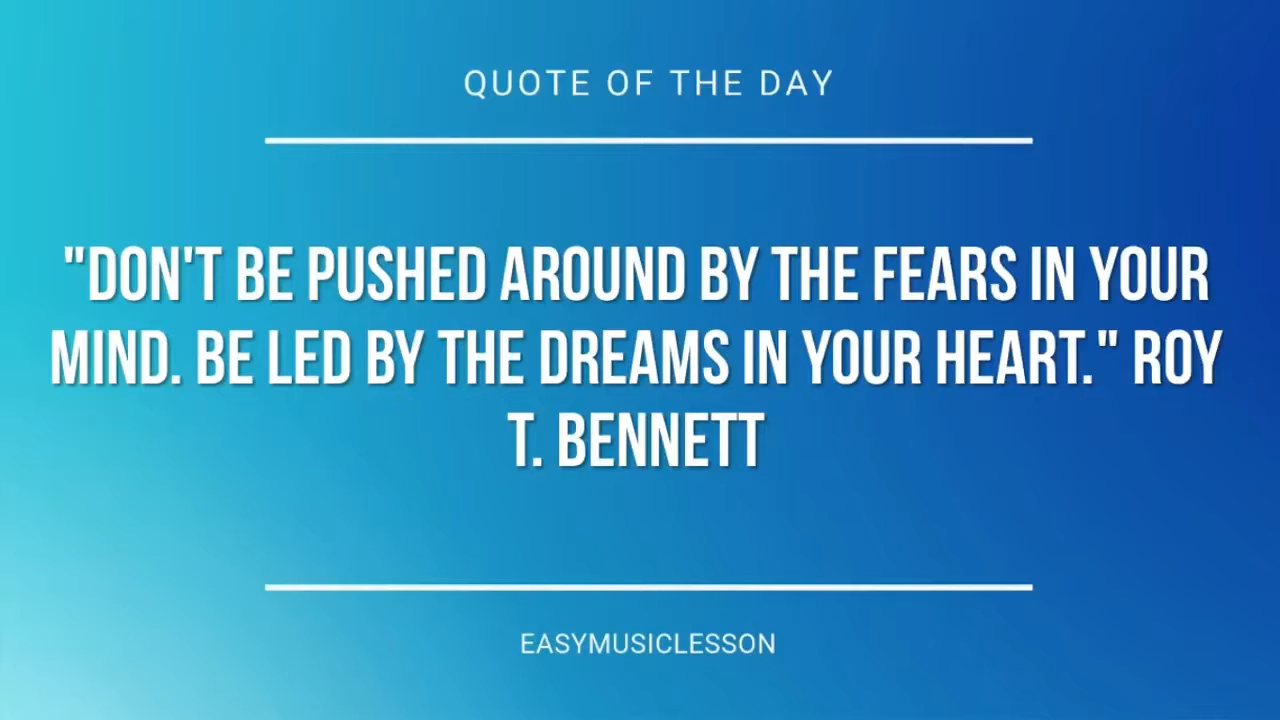 QUOTE OF THE DAY
"DON'T BE PUSHED AROUND BY THE FEARS IN YOUR
MIND. BE LED BY THE DREAMS IN YOUR HEART." ROY
T. BENNETT
EASYMUSICLESSON